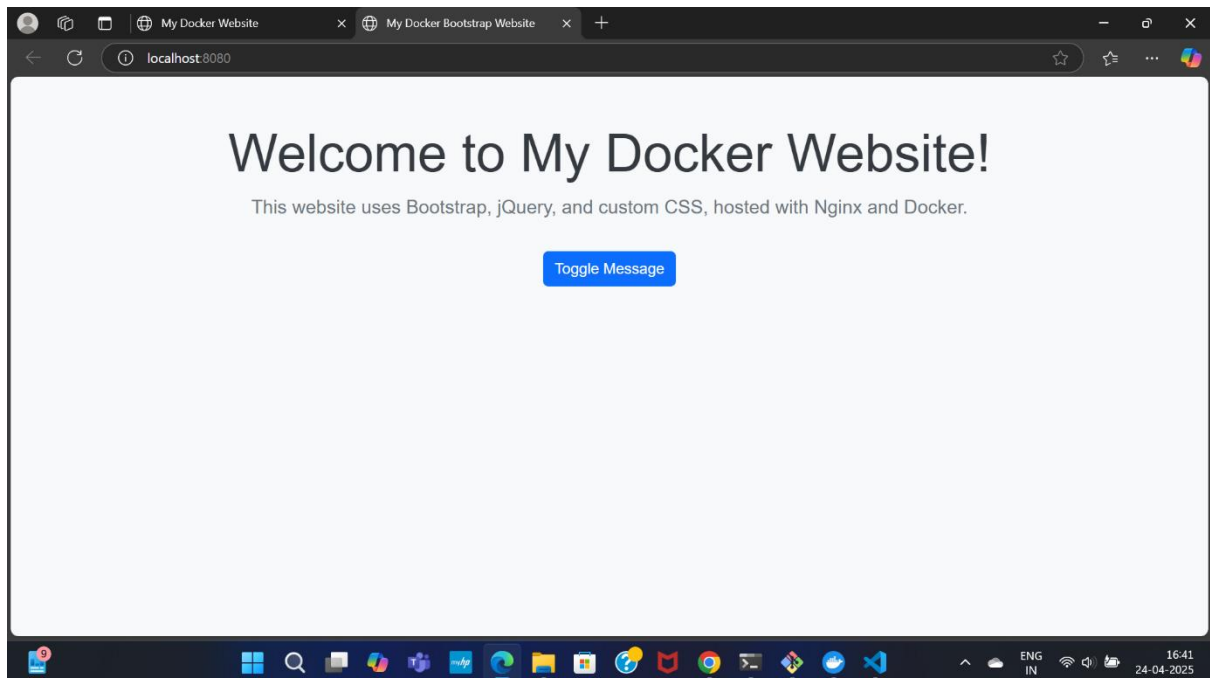 My Docker Website
My Docker Bootstrap Website
localhost:8080
Welcome to My Docker Website!
This website uses Bootstrap, jQuery, and custom CSS, hosted with Nginx and Docker.
Toggle Message
9
myhp
ENG
IN
16:41
24-04-2025